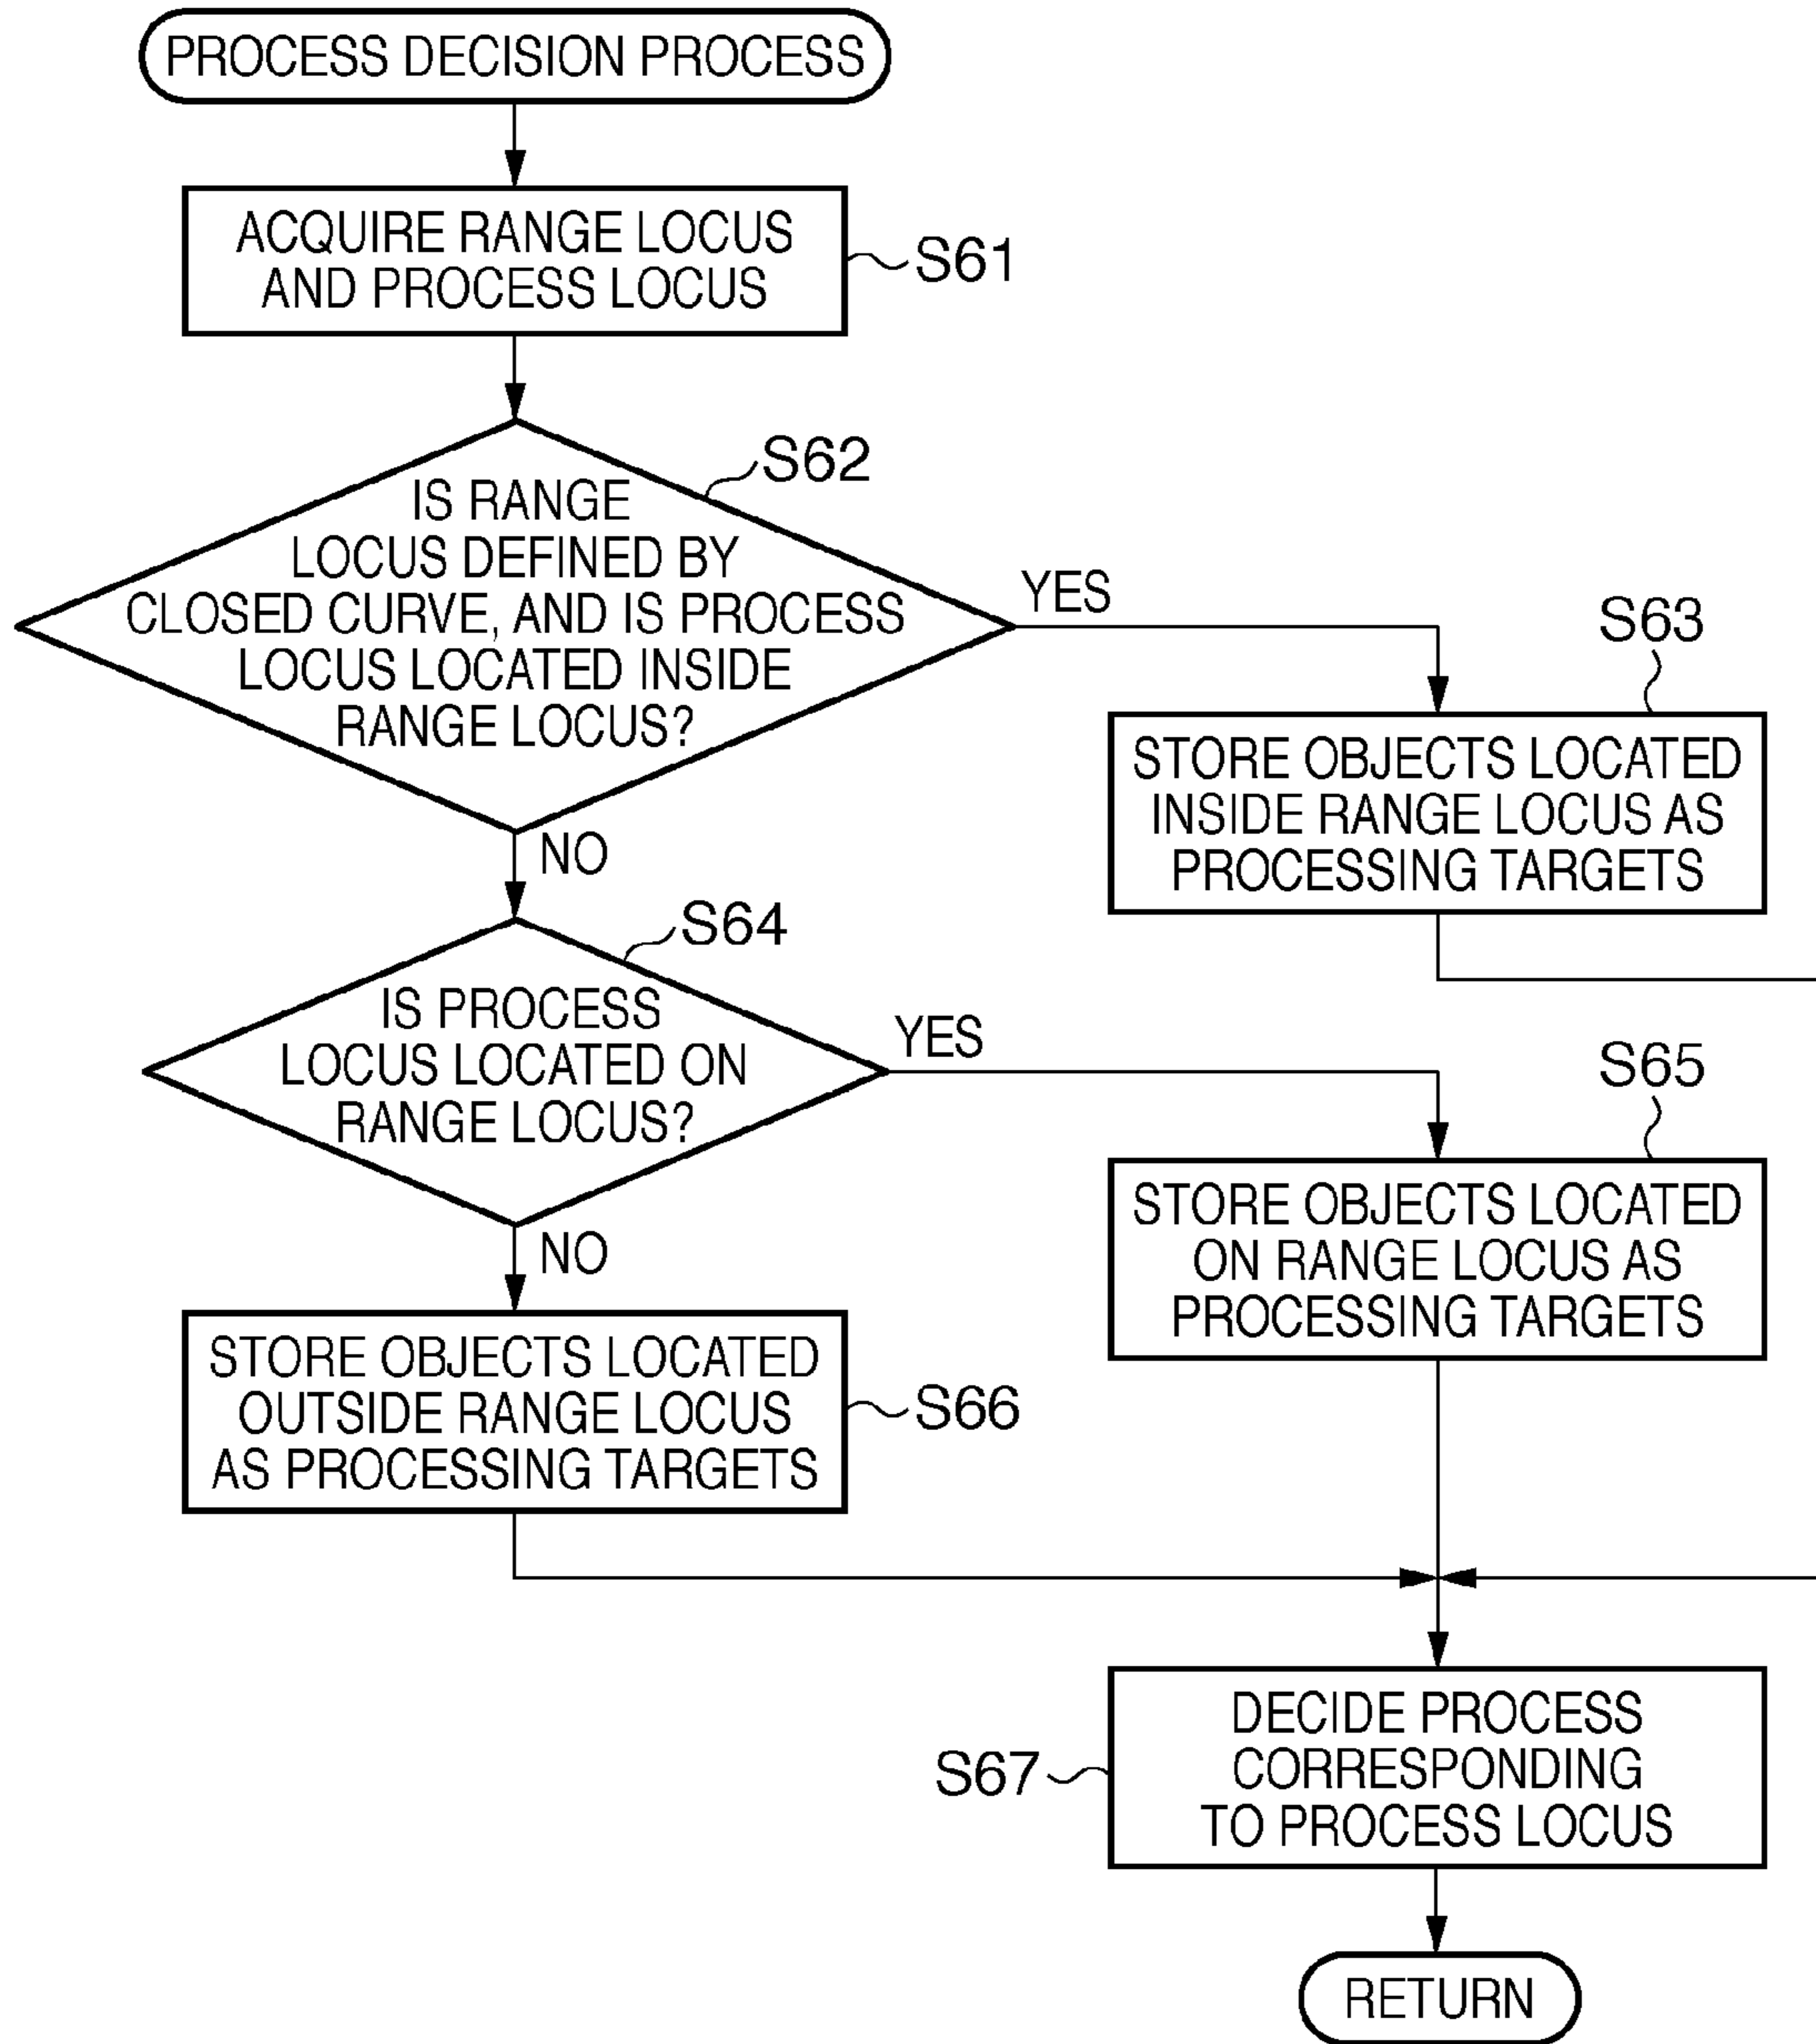 PROCESS DECISION PROCESS
ACQUIRE RANGE LOCUS
AND PROCESS LOCUS
S61
S62
IS RANGE
LOCUS DEFINED BY
CLOSED CURVE, AND IS PROCESS
LOCUS LOCATED INSIDE
RANGE LOCUS?
YES
NO
S63
STORE OBJECTS LOCATED
INSIDE RANGE LOCUS AS
PROCESSING TARGETS
S64
IS PROCESS
LOCUS LOCATED ON
RANGE LOCUS?
YES
NO
S65
STORE OBJECTS LOCATED
ON RANGE LOCUS AS
PROCESSING TARGETS
STORE OBJECTS LOCATED
OUTSIDE RANGE LOCUS
AS PROCESSING TARGETS
S66
S67
DECIDE PROCESS
CORRESPONDING
TO PROCESS LOCUS
RETURN